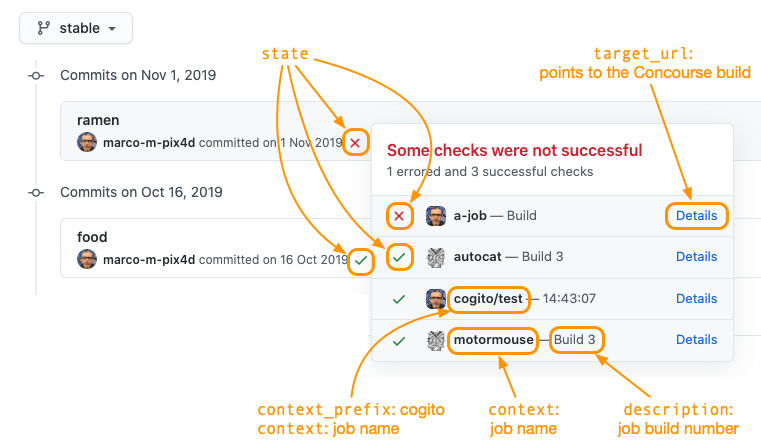 stable
state
target_url:
points to the Concourse build
Commits on Nov 1, 2019
ramen
marco-m-pix4d committed on 1 Nov 2019
Some checks were not successful
1 errored and 3 successful checks
a-job — Build
Details
Commits on Oct 16, 2019
food
marco-m-pix4d committed on 16 Oct 2019
autocat — Build 3
Details
cogito/test — 14:43:07
Details
motormouse — Build 3
Details
context_prefix: cogito
context: job name
context:
job name
description:
job build number